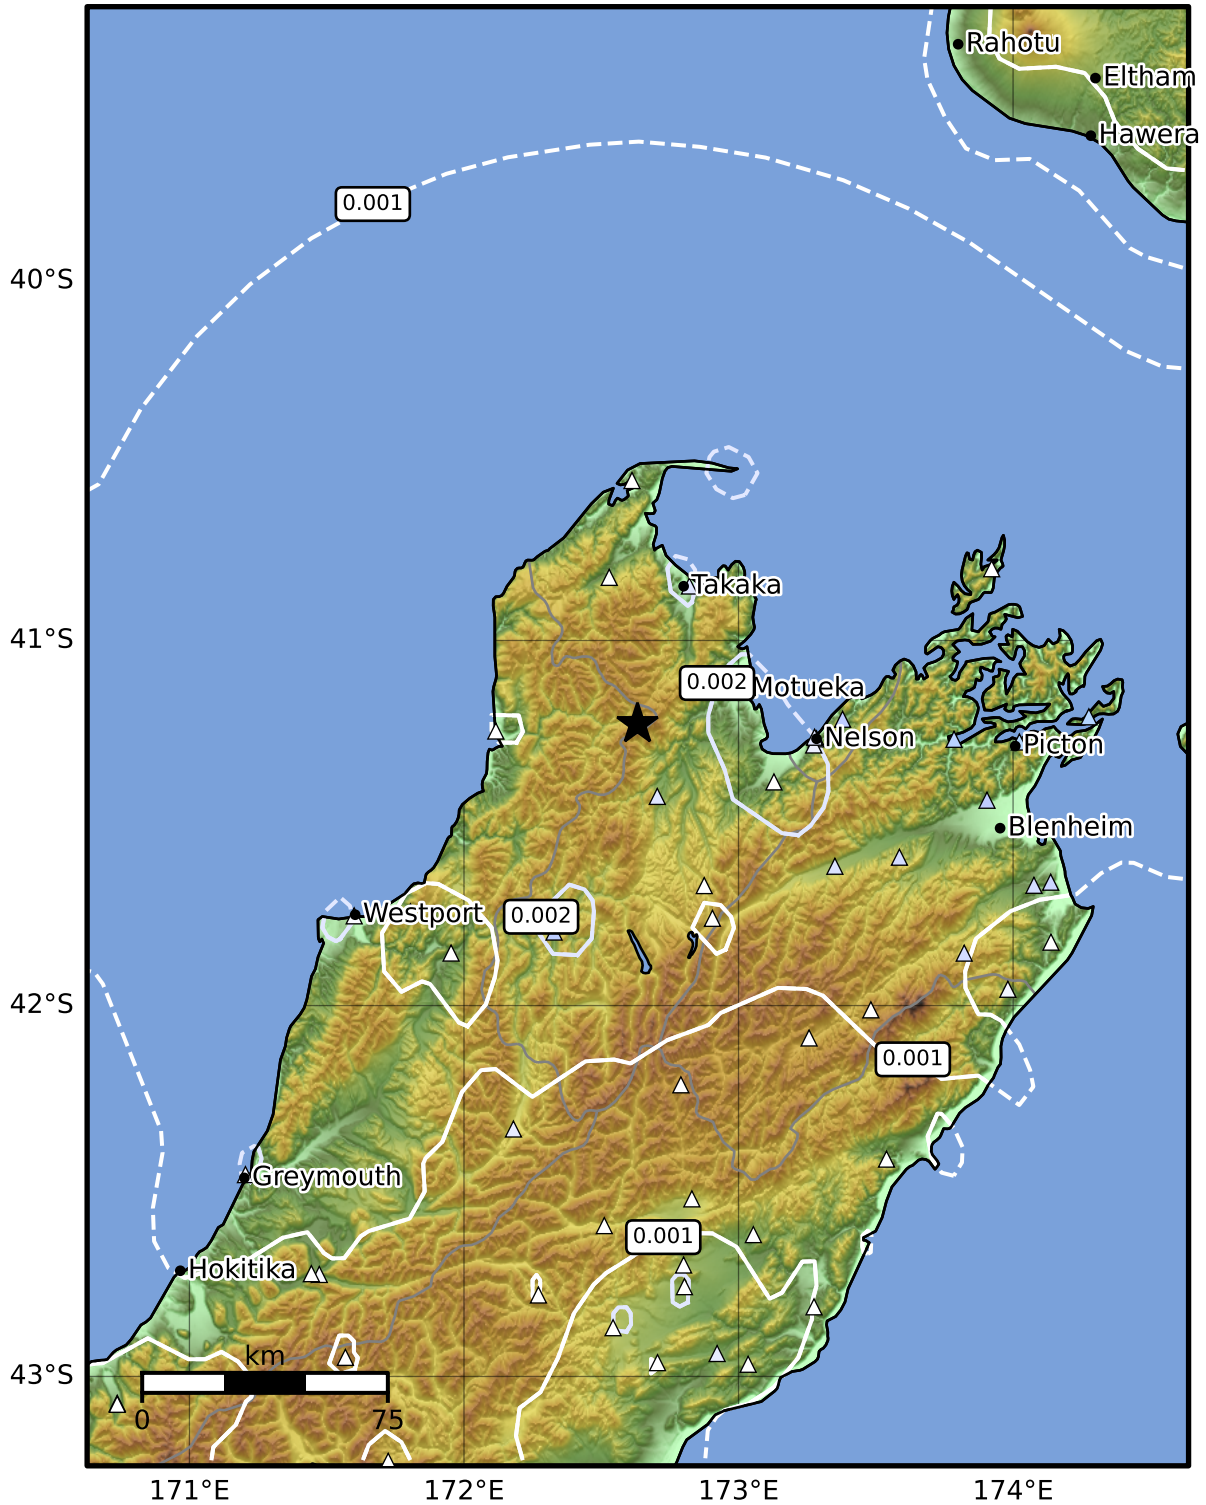 Rahotu
Eltham
Hawera
0.001
40°S
Takaka
41°S
0.002
Motueka
Nelson
Picton
Blenheim
Westport
0.002
42°S
0.001
Greymouth
0.001
Hokitika
43°S
km
0
75
171°E
172°E
173°E
174°E